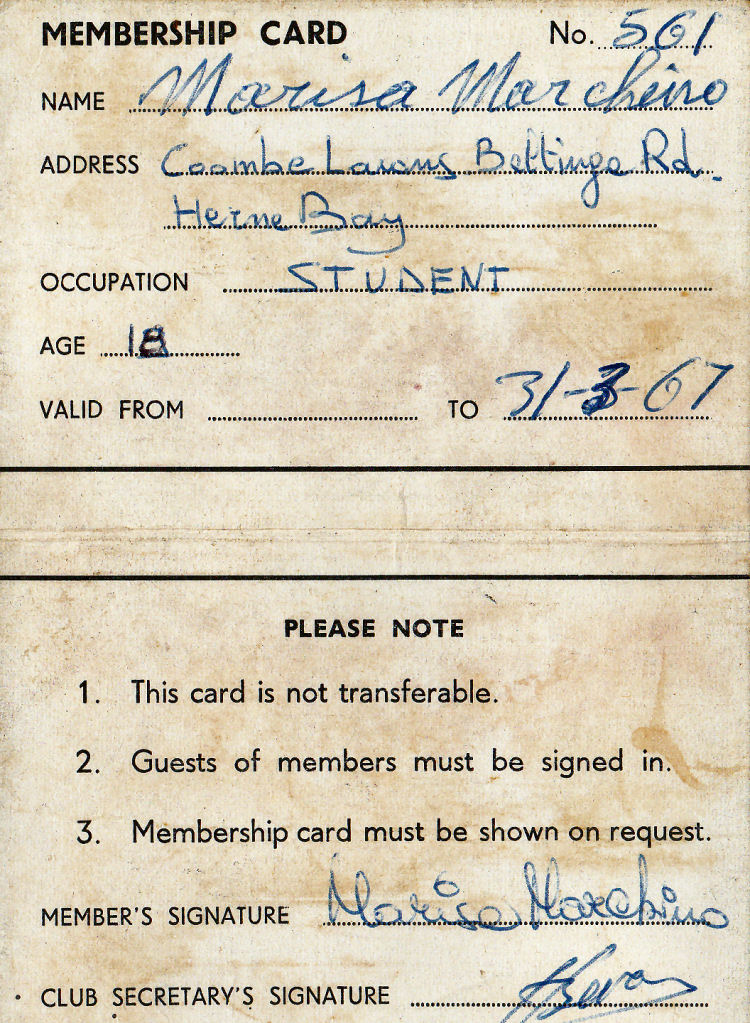 MEMBERSHIP CARD No. 561
NAME Marisa Marcheino
ADDRESS Coombe Lawns Beltinge Rd.
Herne Bay
OCCUPATION STUDENT
AGE 18
VALID FROM TO 31-3-67
PLEASE NOTE
1. This card is not transferable.
2. Guests of members must be signed in.
3. Membership card must be shown on request.
MEMBER'S SIGNATURE Marisa Marchino
CLUB SECRETARY'S SIGNATURE